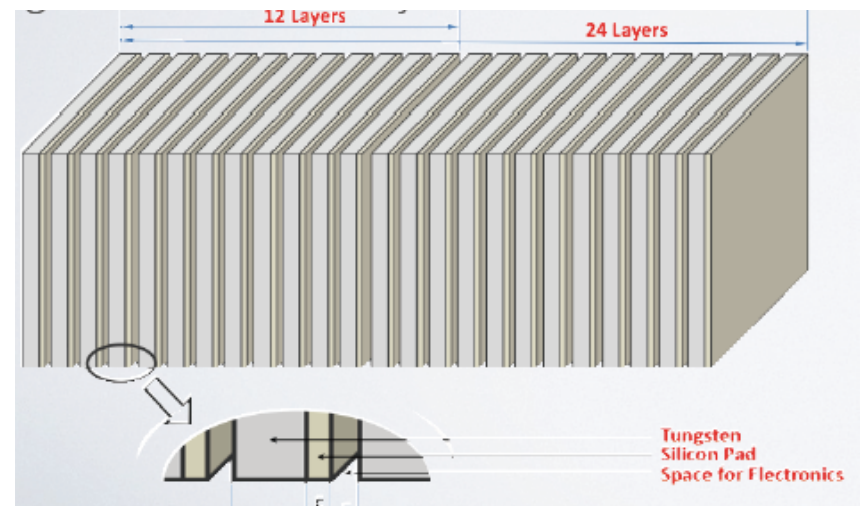 12 Layers
24 Layers
Tungsten
Silicon Pad
Space for Electronics